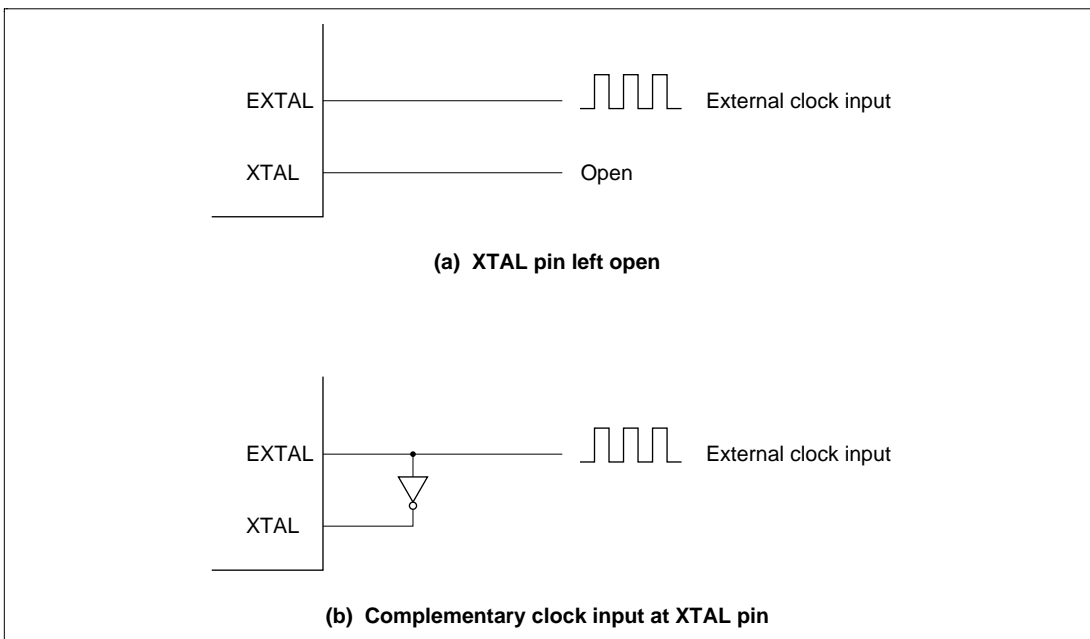 EXTAL External clock input
XTAL Open
(a) XTAL pin left open
EXTAL External clock input
XTAL
(b) Complementary clock input at XTAL pin